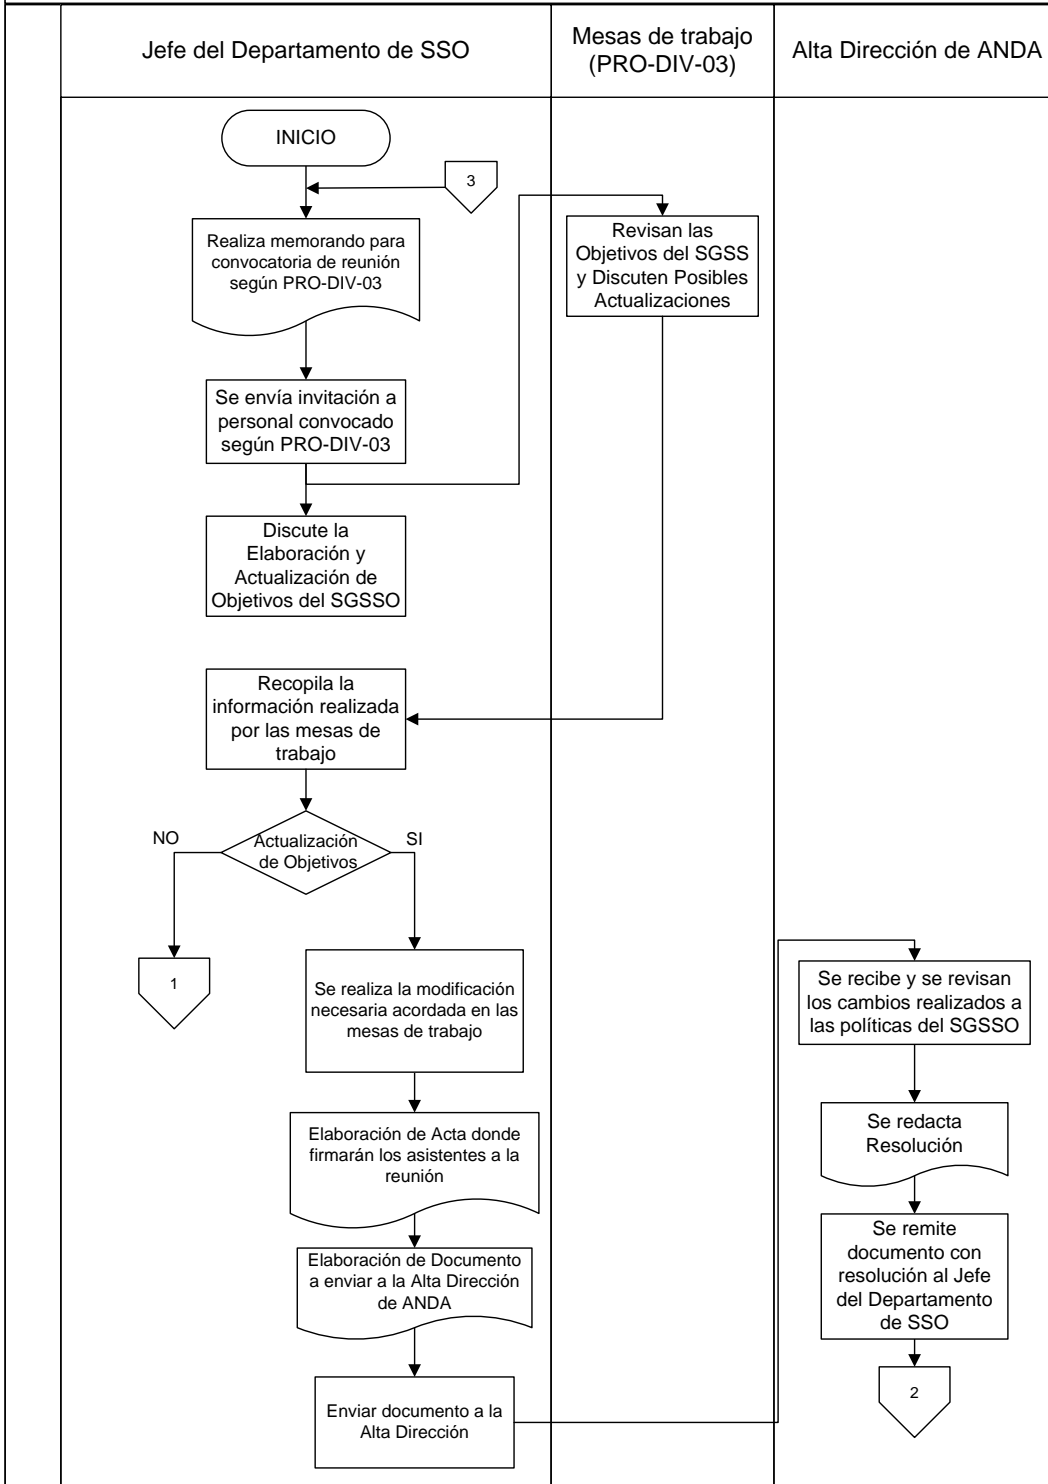 Jefe del Departamento de SSO
Mesas de trabajo
(PRO-DIV-03)
Alta Dirección de ANDA
INICIO
3
Realiza memorando para
convocatoria de reunión
según PRO-DIV-03
Se envía invitación a
personal convocado
según PRO-DIV-03
Discute la
Elaboración y
Actualización de
Objetivos del SGSSO
Revisan las
Objetivos del SGSS
y Discuten Posibles
Actualizaciones
Recopila la
información realizada
por las mesas de
trabajo
Actualización
de Objetivos
NO
SI
1
Se realiza la modificación
necesaria acordada en las
mesas de trabajo
Elaboración de Acta donde
firmarán los asistentes a la
reunión
Elaboración de Documento
a enviar a la Alta Dirección
de ANDA
Enviar documento a la
Alta Dirección
Se recibe y se revisan
los cambios realizados a
las políticas del SGSSO
Se redacta
Resolución
Se remite
documento con
resolución al Jefe
del Departamento
de SSO
2